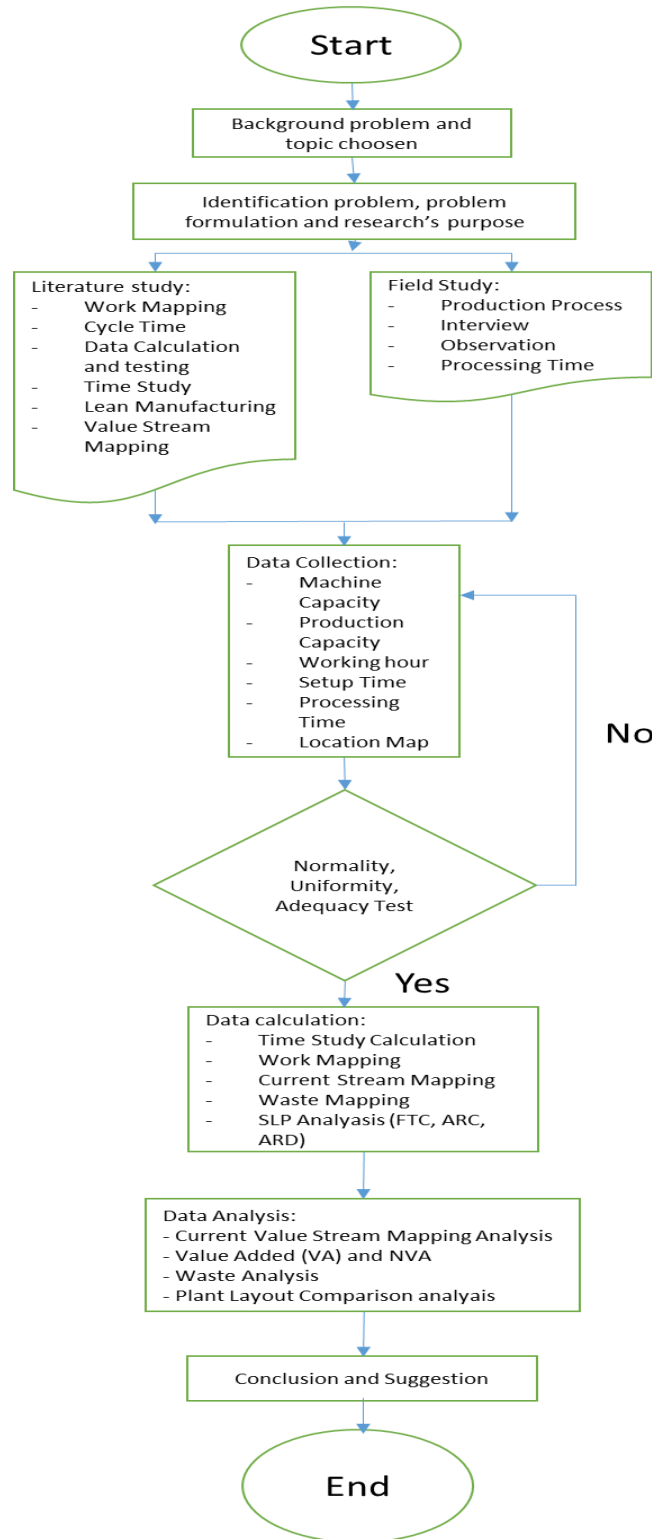 Start
Background problem and
topic choosen
Identification problem, problem
formulation and research's purpose
Literature study:
- Work Mapping
- Cycle Time
- Data Calculation
and testing
- Time Study
- Lean Manufacturing
- Value Stream
Mapping
Field Study:
- Production Process
- Interview
- Observation
- Processing Time
Data Collection:
- Machine
Capacity
- Production
Capacity
- Working hour
- Setup Time
- Processing
Time
- Location Map
No
Normality,
Uniformity,
Adequacy Test
Yes
Data calculation:
- Time Study Calculation
- Work Mapping
- Current Stream Mapping
- Waste Mapping
- SLP Analyasis (FTC, ARC,
ARD)
Data Analysis:
- Current Value Stream Mapping Analysis
- Value Added (VA) and NVA
- Waste Analysis
- Plant Layout Comparison analyais
Conclusion and Suggestion
End